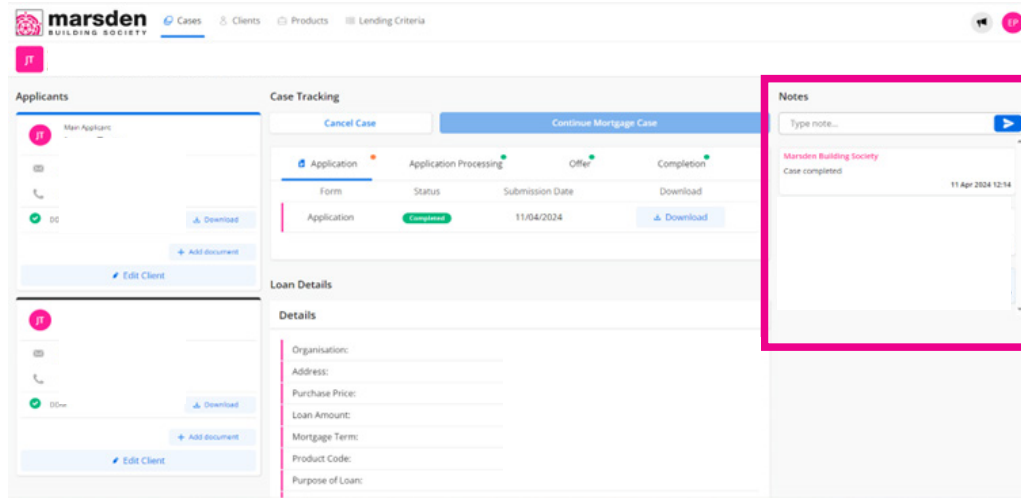 marsden
BUILDING SOCIETY
Cases
Clients
Products
Lending Criteria
EP
JT
Applicants
JT
Main Applicant
Download
+ Add document
Edit Client
JT
Download
+ Add document
Edit Client
Case Tracking
Cancel Case
Continue Mortgage Case
Application
Application Processing
Offer
Completion
Form Status Submission Date Download
Application Completed 11/04/2024 Download
Loan Details
Details
Organisation:
Address:
Purchase Price:
Loan Amount:
Mortgage Term:
Product Code:
Purpose of Loan:
Notes
Type note...
Marsden Building Society
Case completed
11 Apr 2024 12:14